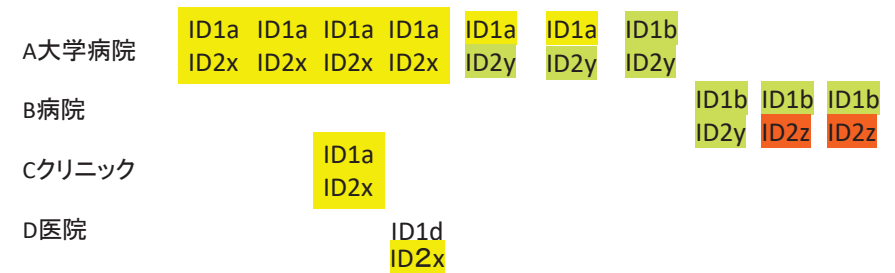 ID1a ID1a ID1a ID1a ID1a ID1a ID1b
A大学病院
ID2x ID2x ID2x ID2x ID2y ID2y ID2y
B病院
ID1b ID1b ID1b
ID2y ID2z ID2z
Cクリニック
ID1a
ID2x
D医院
ID1d
ID2x